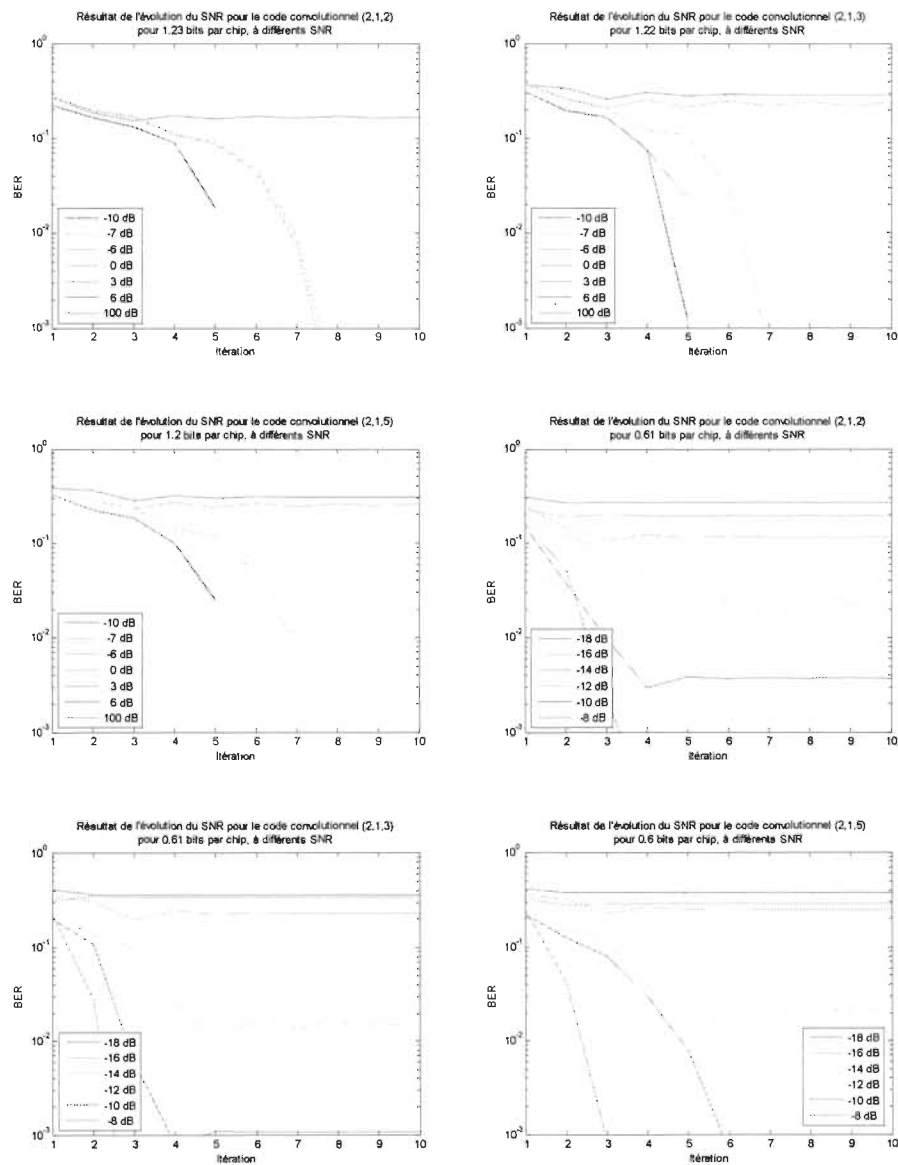 Résultat de l'évolution du SNR pour le code convolutionnel (2,1,2)
pour 1.23 bits par chip, à différents SNR
10^0
10^-1
10^-2
10^-3
BER
-10 dB
-7 dB
-6 dB
0 dB
3 dB
6 dB
100 dB
1 2 3 4 5 6 7 8 9 10
Itération
Résultat de l'évolution du SNR pour le code convolutionnel (2,1,3)
pour 1.22 bits par chip, à différents SNR
10^0
10^-1
10^-2
10^-3
BER
-10 dB
-7 dB
-6 dB
0 dB
3 dB
6 dB
100 dB
1 2 3 4 5 6 7 8 9 10
Itération
Résultat de l'évolution du SNR pour le code convolutionnel (2,1,5)
pour 1.2 bits par chip, à différents SNR
10^0
10^-1
10^-2
10^-3
BER
-10 dB
-7 dB
-6 dB
0 dB
3 dB
6 dB
100 dB
1 2 3 4 5 6 7 8 9 10
Itération
Résultat de l'évolution du SNR pour le code convolutionnel (2,1,2)
pour 0.61 bits par chip, à différents SNR
10^0
10^-1
10^-2
10^-3
BER
-18 dB
-16 dB
-14 dB
-12 dB
-10 dB
-8 dB
1 2 3 4 5 6 7 8 9 10
Itération
Résultat de l'évolution du SNR pour le code convolutionnel (2,1,3)
pour 0.61 bits par chip, à différents SNR
10^0
10^-1
10^-2
10^-3
BER
-18 dB
-16 dB
-14 dB
-12 dB
-10 dB
-8 dB
1 2 3 4 5 6 7 8 9 10
Itération
Résultat de l'évolution du SNR pour le code convolutionnel (2,1,5)
pour 0.6 bits par chip, à différents SNR
10^0
10^-1
10^-2
10^-3
BER
-18 dB
-16 dB
-14 dB
-12 dB
-10 dB
-8 dB
1 2 3 4 5 6 7 8 9 10
Itération